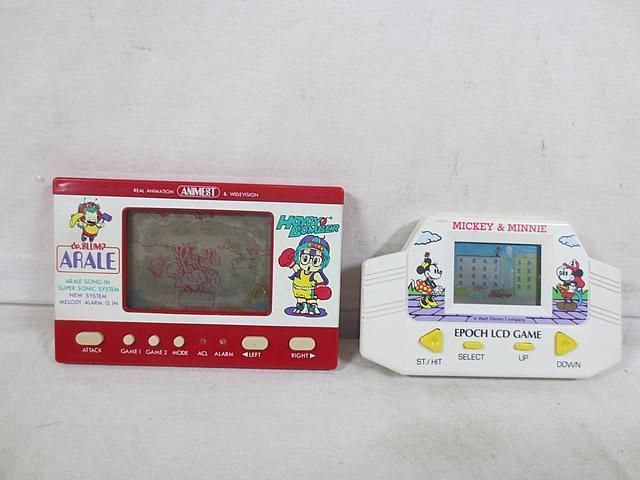 REAL ANIMATION ANIMEST & WIDEVISION
Dr. SLUMP
ARALE
ARALE SONG IN
SUPER SONIC SYSTEM
NEW SYSTEM
MELODY ALARM IS IN
HOYOYO BOMBER
ATTACK
GAME 1 GAME 2 MODE ACL ALARM ◀LEFT RIGHT▶
MICKEY & MINNIE
© Walt Disney Company
EPOCH LCD GAME
ST./HIT SELECT UP DOWN